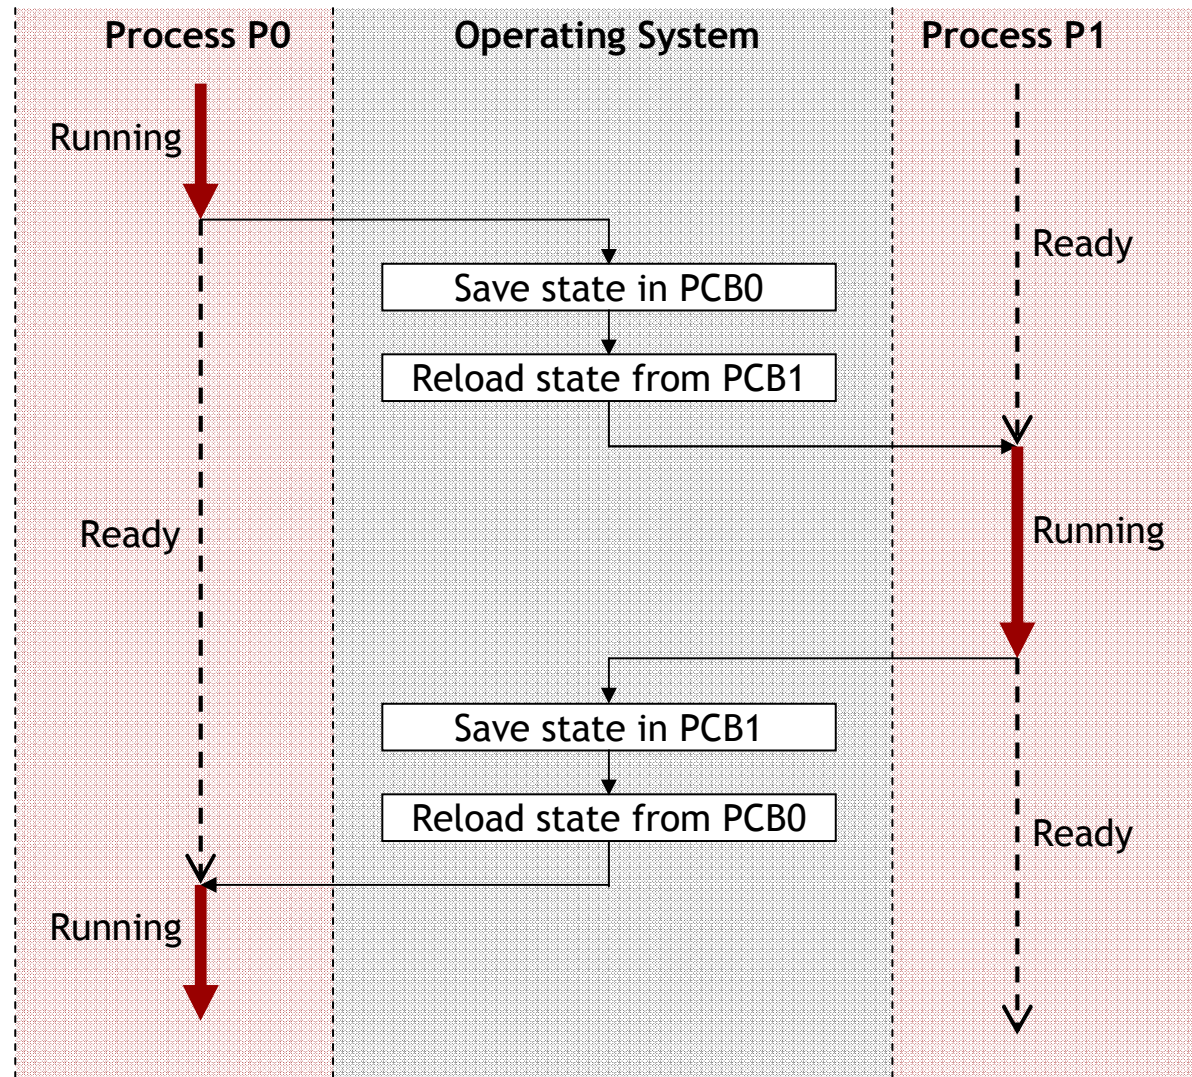 Process P0
Operating System
Process P1
Running
Ready
Save state in PCB0
Reload state from PCB1
Ready
Running
Save state in PCB1
Reload state from PCB0
Ready
Running